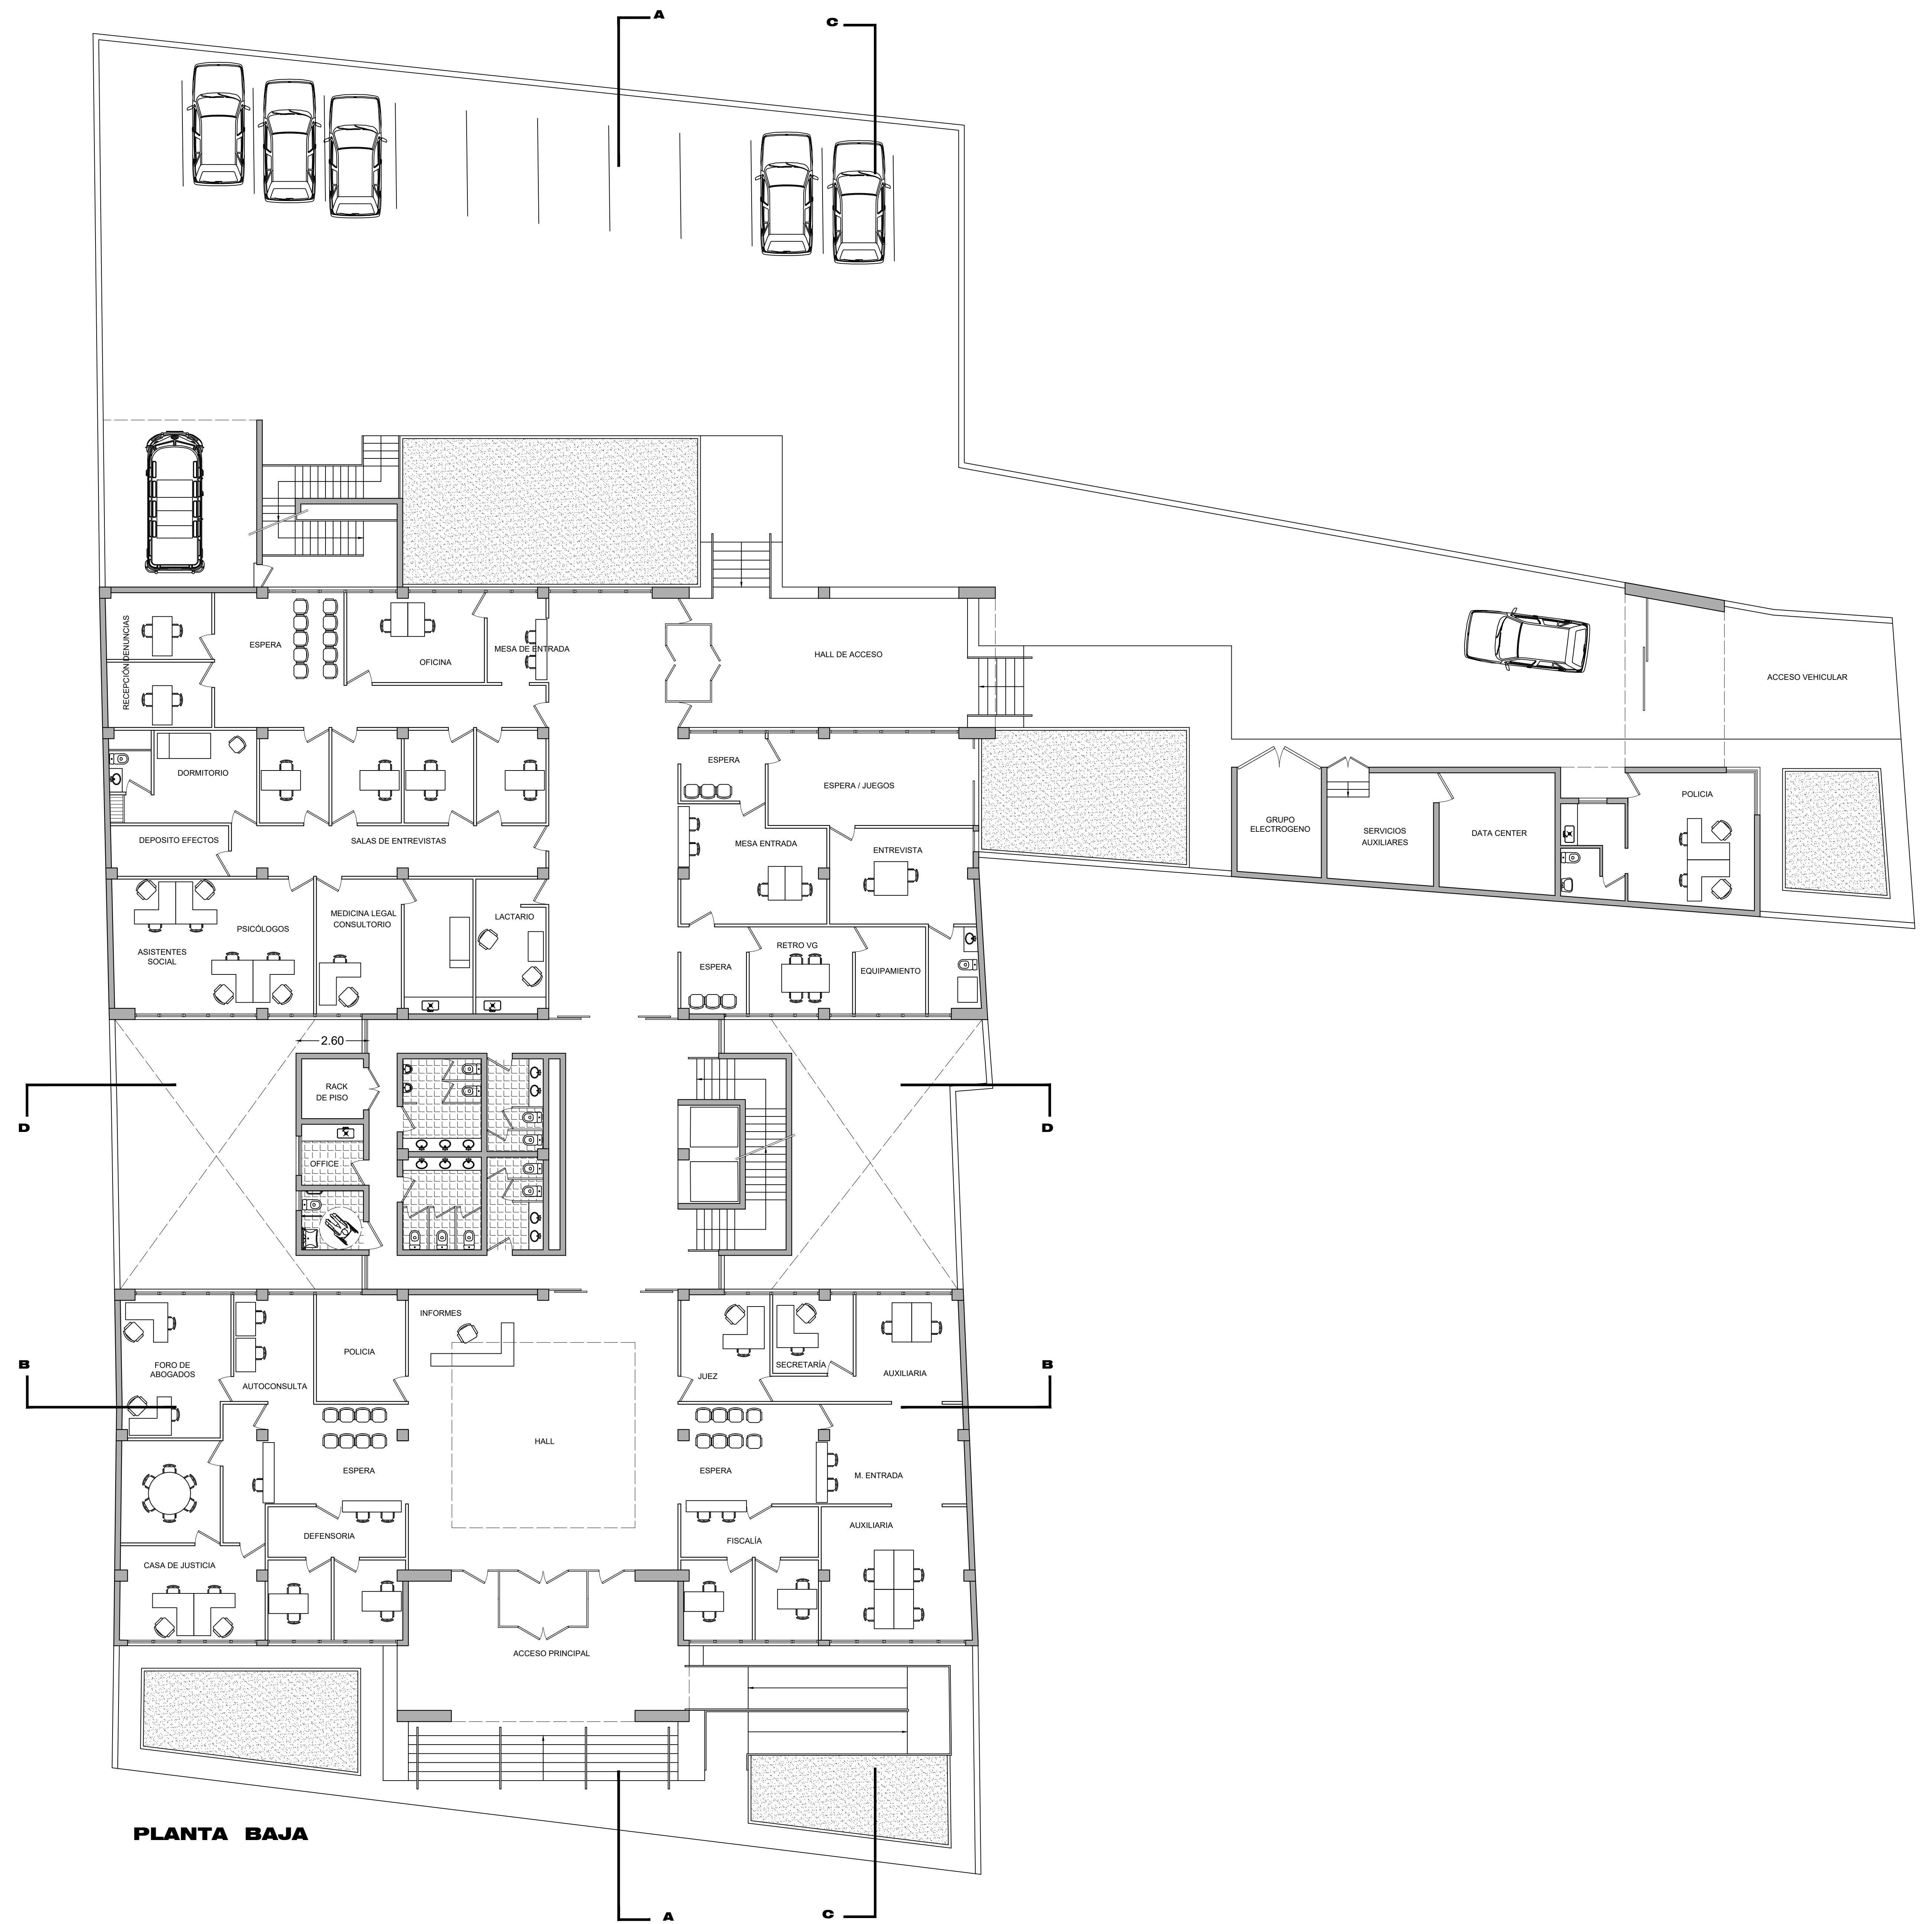 A
C
RECEPCION DENUNCIAS
ESPERA
OFICINA
MESA DE ENTRADA
HALL DE ACCESO
ACCESO VEHICULAR
DORMITORIO
ESPERA
ESPERA / JUEGOS
POLICIA
DEPOSITO EFECTOS
SALAS DE ENTREVISTAS
MESA ENTRADA
ENTREVISTA
GRUPO
ELECTROGENO
SERVICIOS
AUXILIARES
DATA CENTER
ASISTENTES
SOCIAL
PSICÓLOGOS
MEDICINA LEGAL
CONSULTORIO
LACTARIO
ESPERA
RETRO VG
EQUIPAMIENTO
2.60
RACK
DE PISO
D
D
OFFICE
INFORMES
FORO DE
ABOGADOS
AUTOCONSULTA
POLICIA
JUEZ
SECRETARÍA
AUXILIARIA
B
B
HALL
ESPERA
ESPERA
M. ENTRADA
DEFENSORIA
FISCALÍA
AUXILIARIA
CASA DE JUSTICIA
ACCESO PRINCIPAL
PLANTA BAJA
A
C